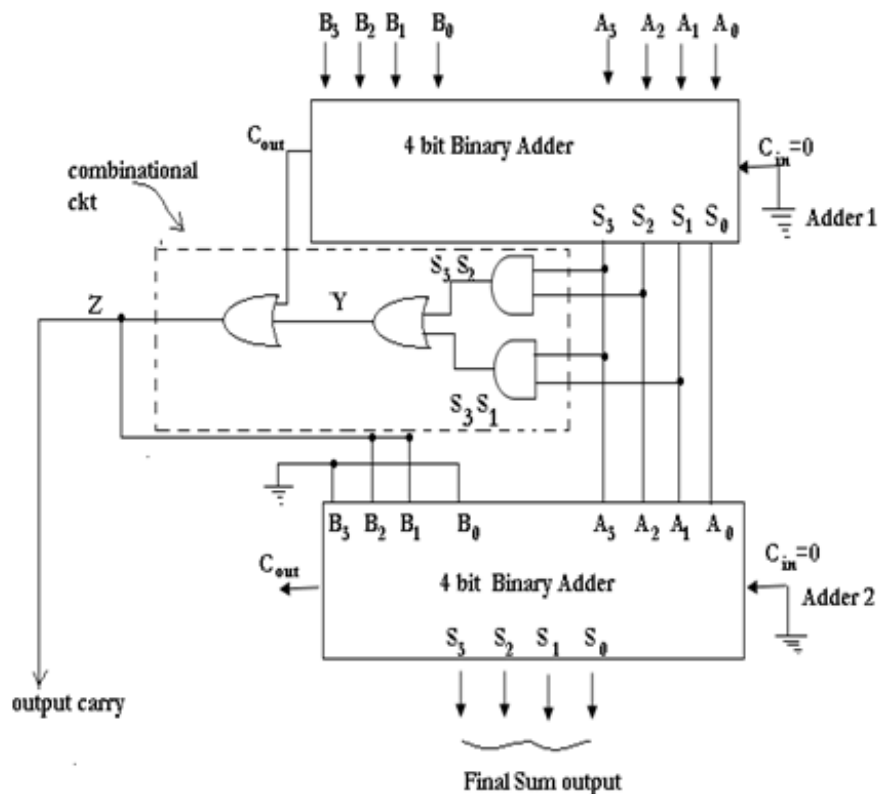 B3 B2 B1 B0 A3 A2 A1 A0
Cout
4 bit Binary Adder
Cin=0
combinational
ckt
S3 S2 S1 S0
Adder 1
S3 S2
Z
Y
S3 S1
B3 B2 B1 B0 A3 A2 A1 A0
Cin=0
Cout
4 bit Binary Adder
Adder 2
S3 S2 S1 S0
output carry
Final Sum output